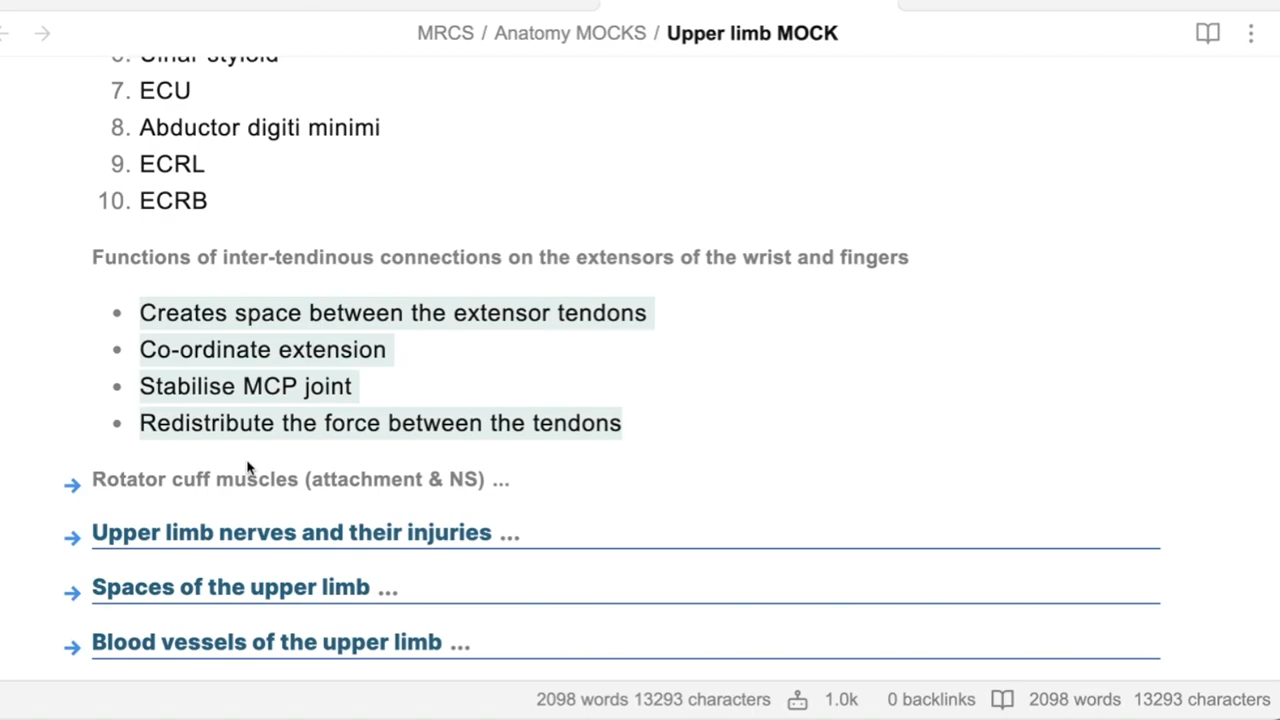 MRCS / Anatomy MOCKS / Upper limb MOCK
6. Ulnar styloid
7. ECU
8. Abductor digiti minimi
9. ECRL
10. ECRB
Functions of inter-tendinous connections on the extensors of the wrist and fingers
• Creates space between the extensor tendons
• Co-ordinate extension
• Stabilise MCP joint
• Redistribute the force between the tendons
Rotator cuff muscles (attachment & NS) ...
Upper limb nerves and their injuries ...
Spaces of the upper limb ...
Blood vessels of the upper limb ...
2098 words 13293 characters 1.0k 0 backlinks 2098 words 13293 characters